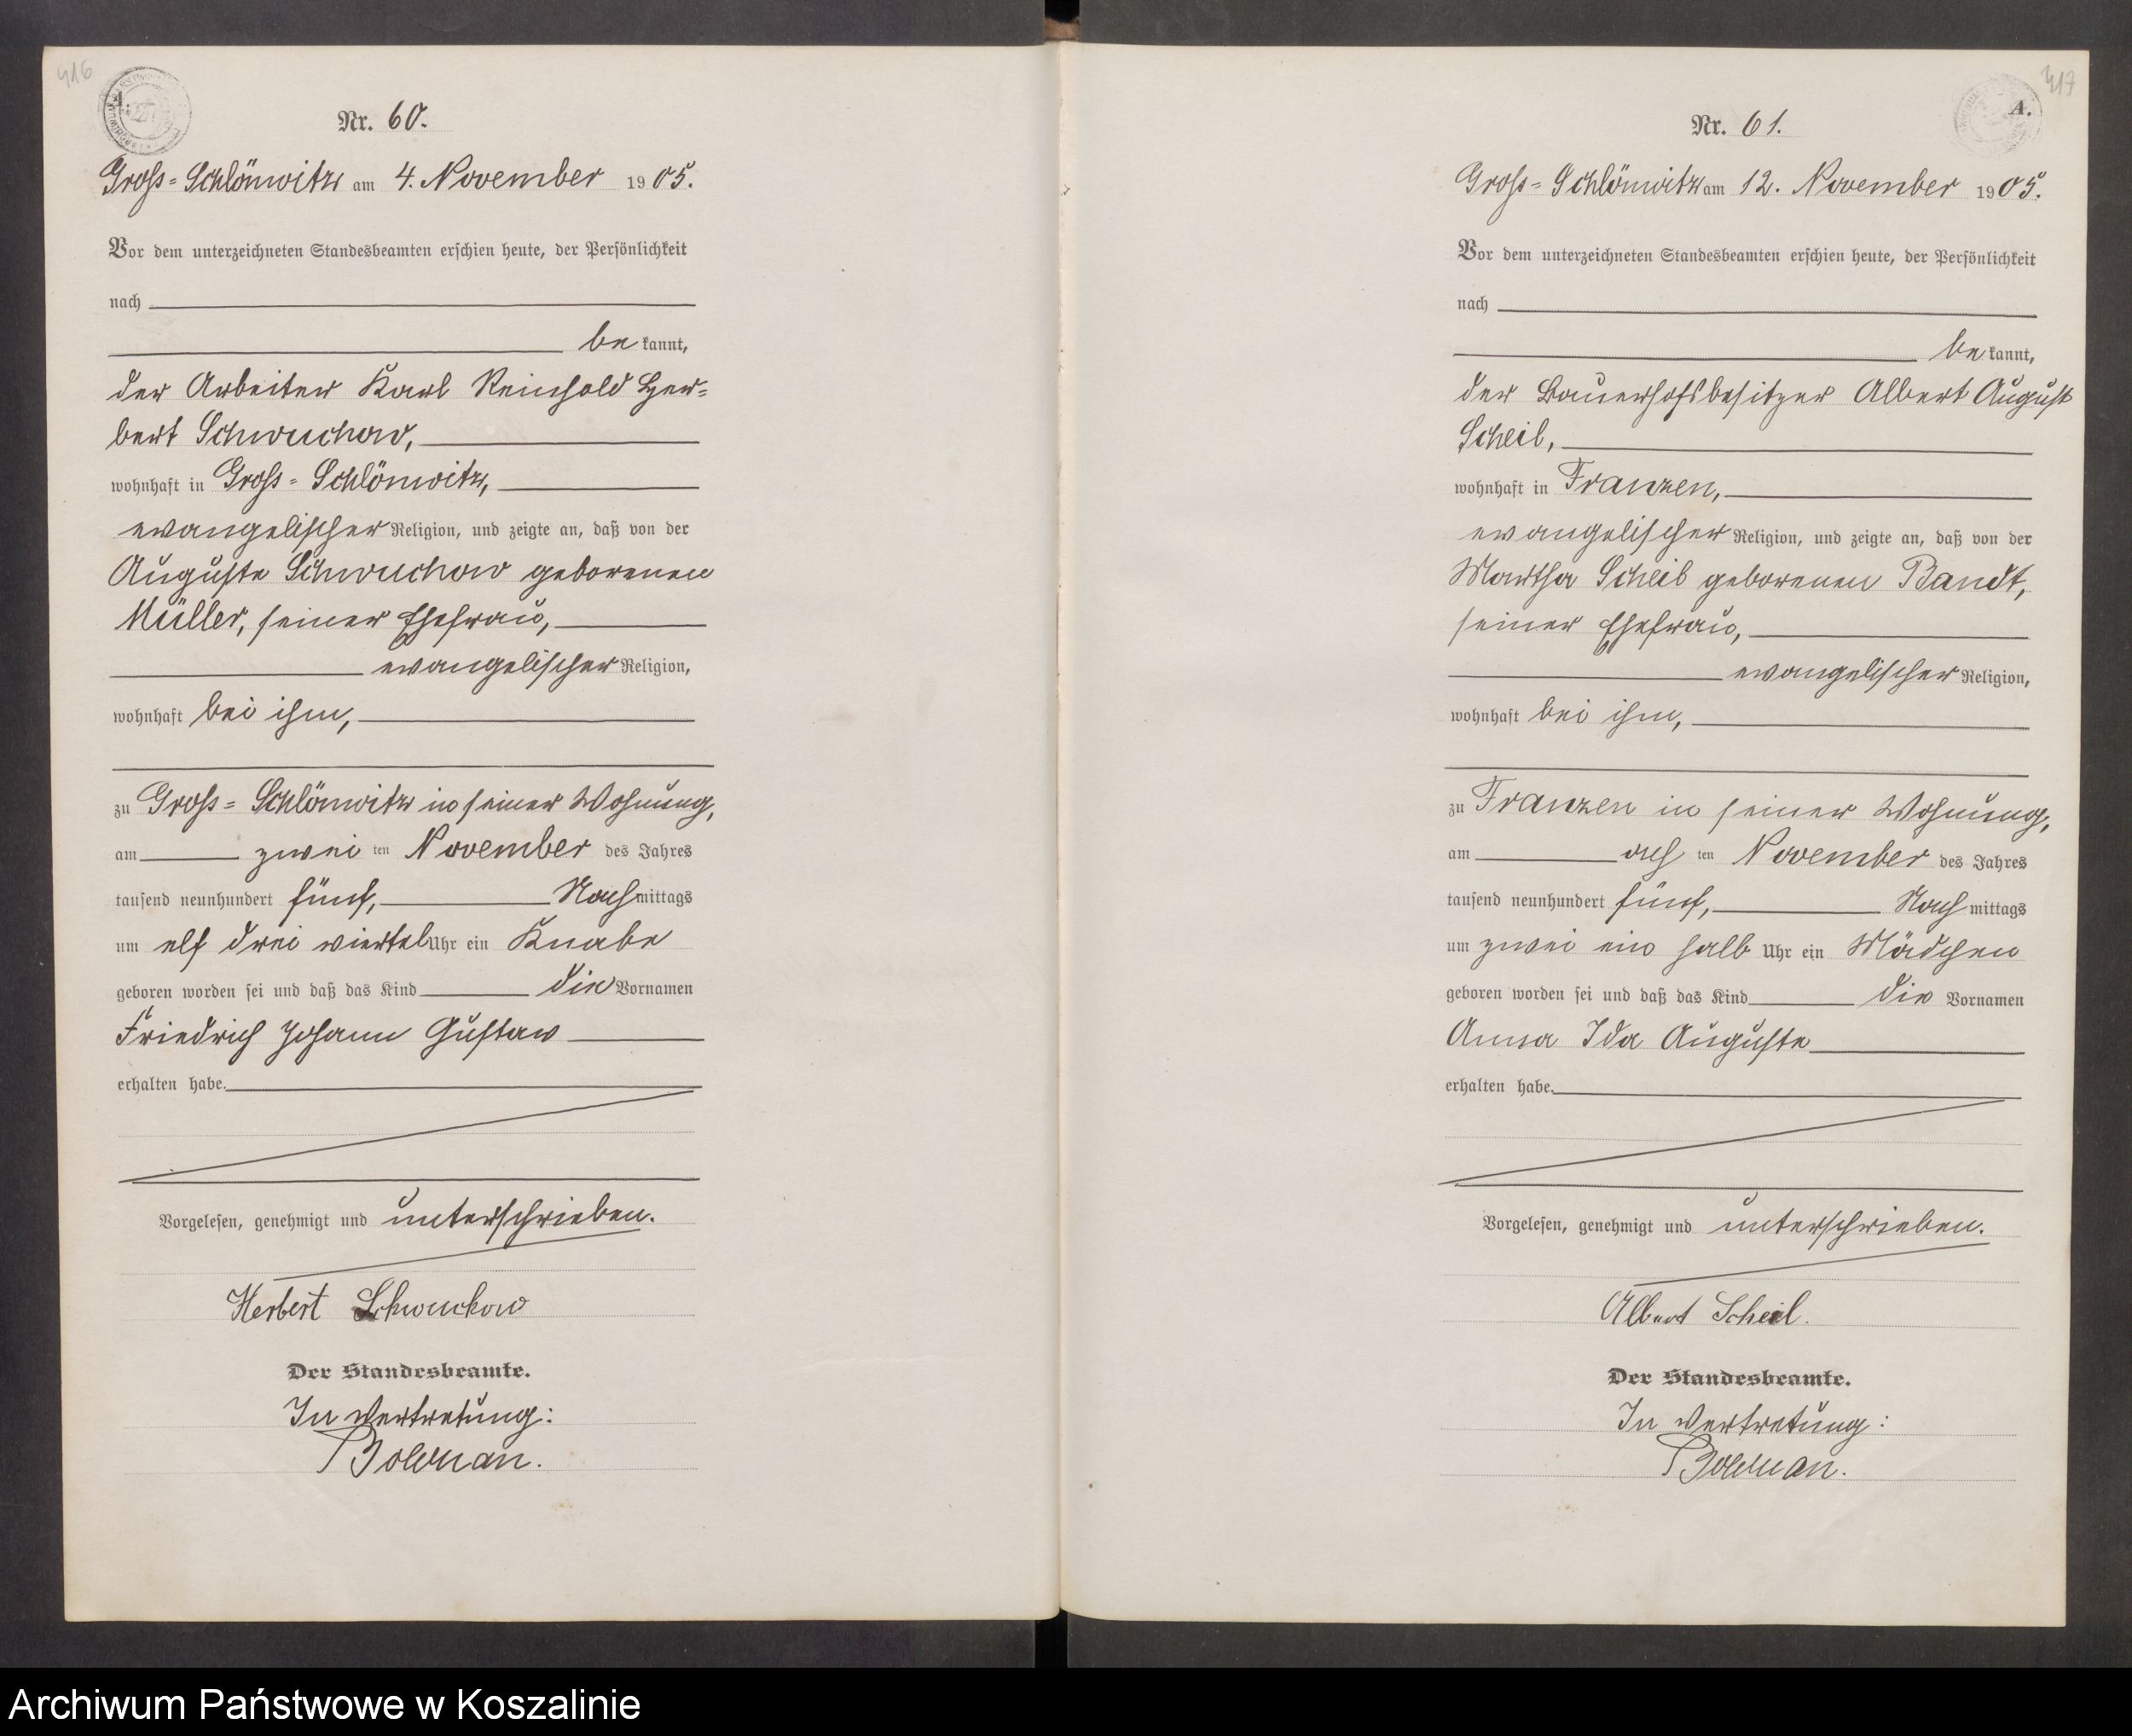 416
A.
Nr. 60.
Gross-Schlönwitz am 4. November 1905.
Vor dem unterzeichneten Standesbeamten erschien heute, der Persönlichkeit
nach
bekannt,
der Arbeiter Karl Reinhold Her=
bert Schwuchow,
wohnhaft in Gross=Schlönwitz,
evangelischer Religion, und zeigte an, daß von der
Auguste Schwuchow geborenen
Müller, seiner Ehefrau,
evangelischer Religion,
wohnhaft bei ihm,
zu Gross=Schlönwitz in seiner Wohnung,
am zwei ten November des Jahres
tausend neunhundert fünf, Nachmittags
um elf drei viertel Uhr ein Knabe
geboren worden sei und daß das Kind die Vornamen
Friedrich Johann Gustav
erhalten habe.
Vorgelesen, genehmigt und unterschrieben.
Herbert Schwuchow
Der Standesbeamte.
In Vertretung:
Bolduan.
417
A.
Nr. 61.
Gross=Schlönwitz am 12. November 1905.
Vor dem unterzeichneten Standesbeamten erschien heute, der Persönlichkeit
nach
bekannt,
der Bauerhofsbesitzer Albert August
Scheil,
wohnhaft in Franzen,
evangelischer Religion, und zeigte an, daß von der
Martha Scheil geborenen Bandt,
seiner Ehefrau,
evangelischer Religion,
wohnhaft bei ihm,
zu Franzen in seiner Wohnung,
am ach ten November des Jahres
tausend neunhundert fünf, Nachmittags
um zwei ein halb Uhr ein Mädchen
geboren worden sei und daß das Kind die Vornamen
Anna Ida Auguste
erhalten habe.
Vorgelesen, genehmigt und unterschrieben.
Albert Scheil.
Der Standesbeamte.
In Vertretung:
Bolduan.
Archiwum Państwowe w Koszalinie